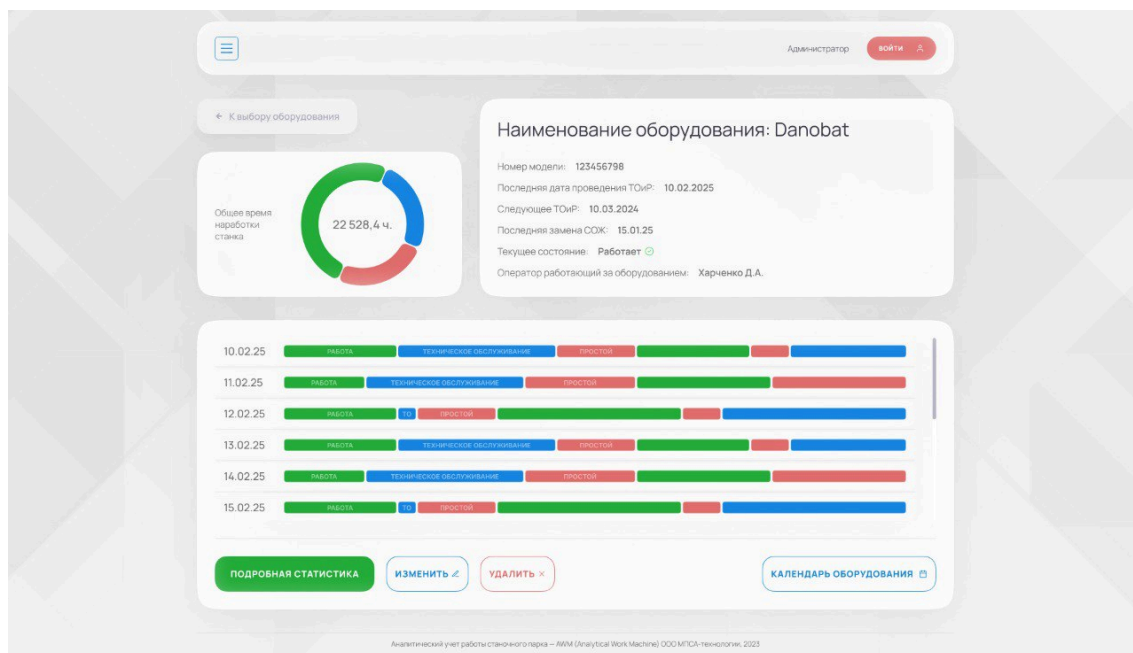 Администратор
ВОЙТИ
К выбору оборудования
Общее время
наработки
станка
22 528,4 ч.
Наименование оборудования: Danobat
Номер модели: 123456798
Последняя дата проведения ТОиР: 10.02.2025
Следующее ТОиР: 10.03.2024
Последняя замена СОЖ: 15.01.25
Текущее состояние: Работает
Оператор работающий за оборудованием: Харченко Д.А.
10.02.25 РАБОТА ТЕХНИЧЕСКОЕ ОБСЛУЖИВАНИЕ ПРОСТОЙ
11.02.25 РАБОТА ТЕХНИЧЕСКОЕ ОБСЛУЖИВАНИЕ ПРОСТОЙ
12.02.25 РАБОТА ТО ПРОСТОЙ
13.02.25 РАБОТА ТЕХНИЧЕСКОЕ ОБСЛУЖИВАНИЕ ПРОСТОЙ
14.02.25 РАБОТА ТЕХНИЧЕСКОЕ ОБСЛУЖИВАНИЕ ПРОСТОЙ
15.02.25 РАБОТА ТО ПРОСТОЙ
ПОДРОБНАЯ СТАТИСТИКА ИЗМЕНИТЬ УДАЛИТЬ КАЛЕНДАРЬ ОБОРУДОВАНИЯ
Аналитический учет работы станочного парка — AWM (Analytical Work Machine) ООО МПСА-технологии, 2023